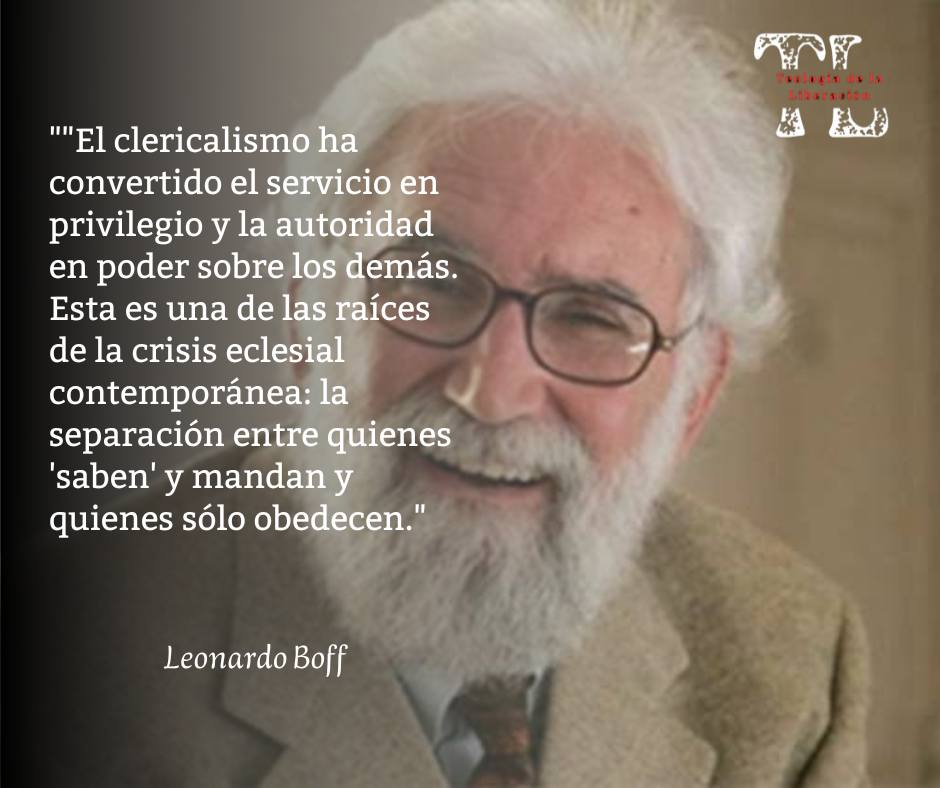 TL
Teología de la
Liberación
""El clericalismo ha
convertido el servicio en
privilegio y la autoridad
en poder sobre los demás.
Esta es una de las raíces
de la crisis eclesial
contemporánea: la
separación entre quienes
'saben' y mandan y
quienes sólo obedecen."
Leonardo Boff